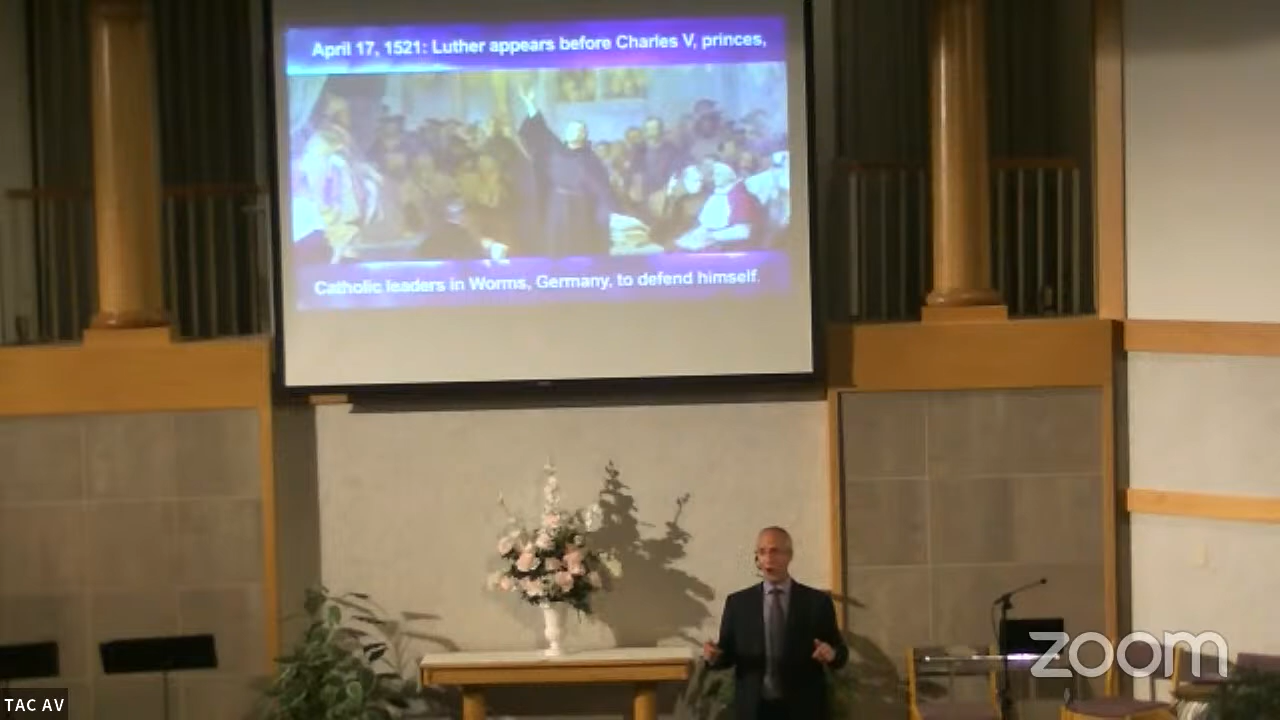 April 17, 1521: Luther appears before Charles V, princes,
Catholic leaders in Worms, Germany, to defend himself.
zoom
TAC AV